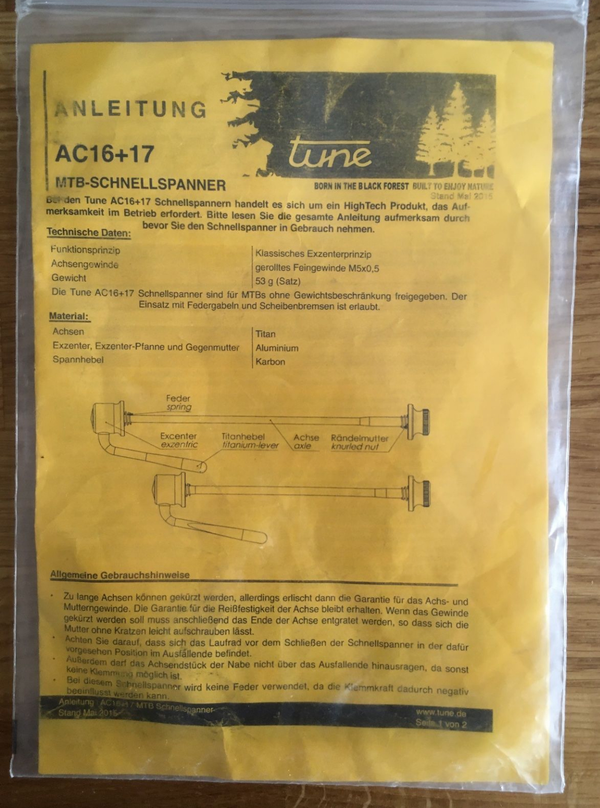 ANLEITUNG
tune
AC16+17
MTB-SCHNELLSPANNER
BORN IN THE BLACK FOREST BUILT TO ENJOY NATURE
Stand Mai 2015
Bei den Tune AC16+17 Schnellspannern handelt es sich um ein HighTech Produkt, das Auf-
merksamkeit im Betrieb erfordert. Bitte lesen Sie die gesamte Anleitung aufmerksam durch
bevor Sie den Schnellspanner in Gebrauch nehmen.
Technische Daten:
Funktionsprinzip Klassisches Exzenterprinzip
Achsengewinde gerolltes Feingewinde M5x0,5
Gewicht 53 g (Satz)
Die Tune AC16+17 Schnellspanner sind für MTBs ohne Gewichtsbeschränkung freigegeben. Der
Einsatz mit Federgabeln und Scheibenbremsen ist erlaubt.
Material:
Achsen Titan
Exzenter, Exzenter-Pfanne und Gegenmutter Aluminium
Spannhebel Karbon
Feder
spring
Excenter Titanhebel Achse Rändelmutter
exzentric titanium-lever axle knurled nut
Allgemeine Gebrauchshinweise
· Zu lange Achsen können gekürzt werden, allerdings erlischt dann die Garantie für das Achs- und
Mutterngewinde. Die Garantie für die Reißfestigkeit der Achse bleibt erhalten. Wenn das Gewinde
gekürzt werden soll muss anschließend das Ende der Achse entgratet werden, so dass sich die
Mutter ohne Kratzen leicht aufschrauben lässt.
· Achten Sie darauf, dass sich das Laufrad vor dem Schließen der Schnellspanner in der dafür
vorgesehen Position im Ausfallende befindet.
· Außerdem darf das Achsendstück der Nabe nicht über das Ausfallende hinausragen, da sonst
keine Klemmung möglich ist.
· Bei diesem Schnellspanner wird keine Feder verwendet, da die Klemmkraft dadurch negativ
beeinflusst werden kann.
Anleitung : AC16+17 MTB Schnellspanner www.tune.de
Stand Mai 2015 Seite 1 von 2